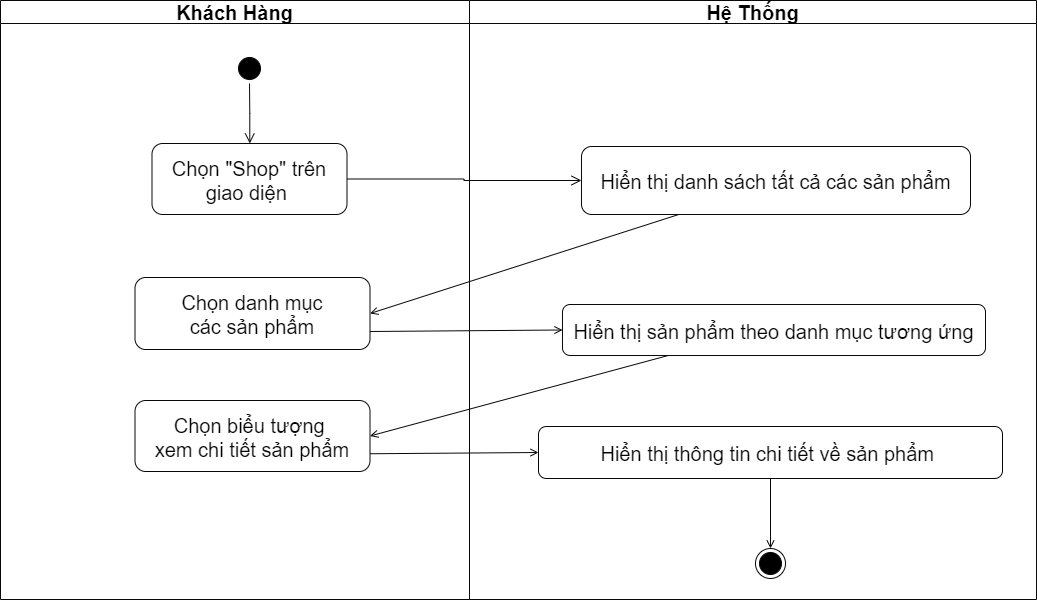 Khách Hàng
Hệ Thống
Chọn "Shop" trên
giao diện
Hiển thị danh sách tất cả các sản phẩm
Chọn danh mục
các sản phẩm
Hiển thị sản phẩm theo danh mục tương ứng
Chọn biểu tượng
xem chi tiết sản phẩm
Hiển thị thông tin chi tiết về sản phẩm